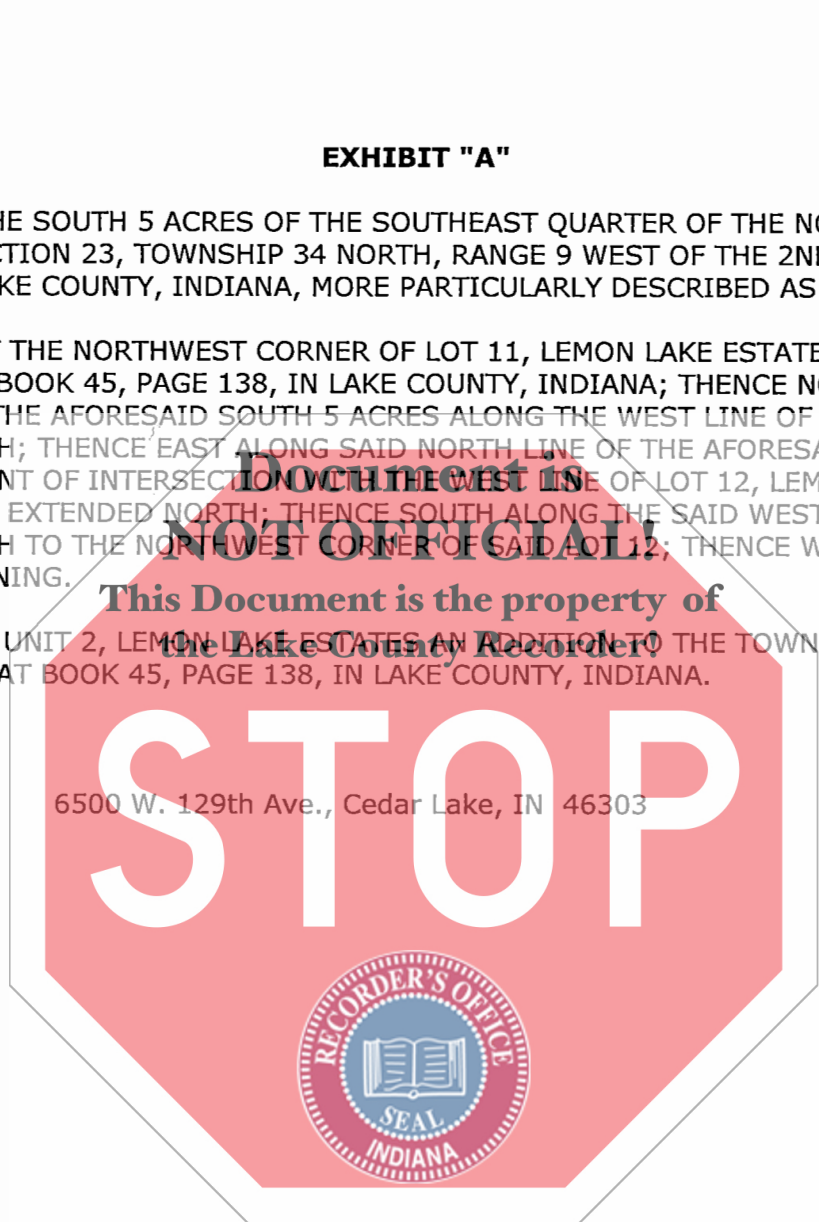 EXHIBIT "A"
HE SOUTH 5 ACRES OF THE SOUTHEAST QUARTER OF THE NO
CTION 23, TOWNSHIP 34 NORTH, RANGE 9 WEST OF THE 2N
KE COUNTY, INDIANA, MORE PARTICULARLY DESCRIBED AS
THE NORTHWEST CORNER OF LOT 11, LEMON LAKE ESTATE
BOOK 45, PAGE 138, IN LAKE COUNTY, INDIANA; THENCE NO
THE AFORESAID SOUTH 5 ACRES ALONG THE WEST LINE OF
H; THENCE EAST ALONG SAID NORTH LINE OF THE AFORESA
NT OF INTERSECTION WITH THE WEST LINE OF LOT 12, LEM
EXTENDED NORTH; THENCE SOUTH ALONG THE SAID WEST
H TO THE NORTHWEST CORNER OF SAID LOT 12; THENCE W
NING.
UNIT 2, LEMON LAKE ESTATES AN ADDITION TO THE TOWN
AT BOOK 45, PAGE 138, IN LAKE COUNTY, INDIANA.
6500 W. 129th Ave., Cedar Lake, IN 46303
Document is
NOT OFFICIAL!
This Document is the property of
the Lake County Recorder!
STOP
RECORDER'S OFFICE
SEAL
INDIANA